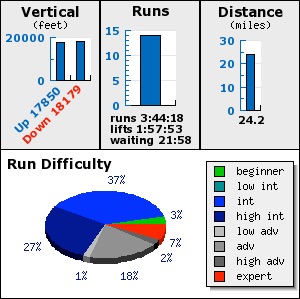 Vertical
(feet)
20000
0
Up 17850
Down 18179
Runs
15
10
5
0
runs 3:44:18
lifts 1:57:53
waiting 21:58
Distance
(miles)
30
20
10
0
24.2
Run Difficulty
37%
3%
7%
2%
18%
1%
27%
beginner
low int
int
high int
low adv
adv
high adv
expert